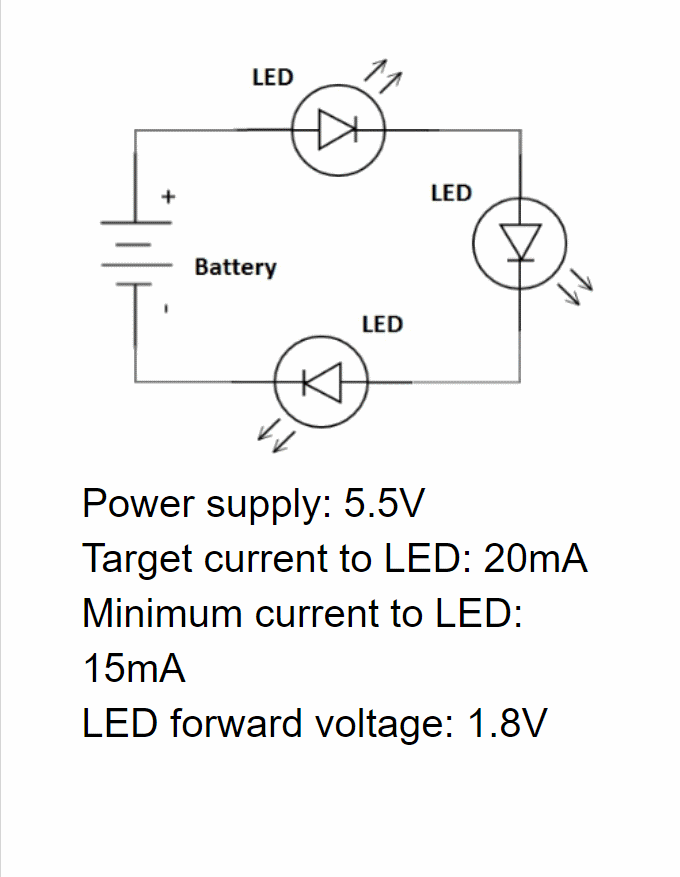 LED
+
LED
Battery
-
LED
Power supply: 5.5V
Target current to LED: 20mA
Minimum current to LED:
15mA
LED forward voltage: 1.8V